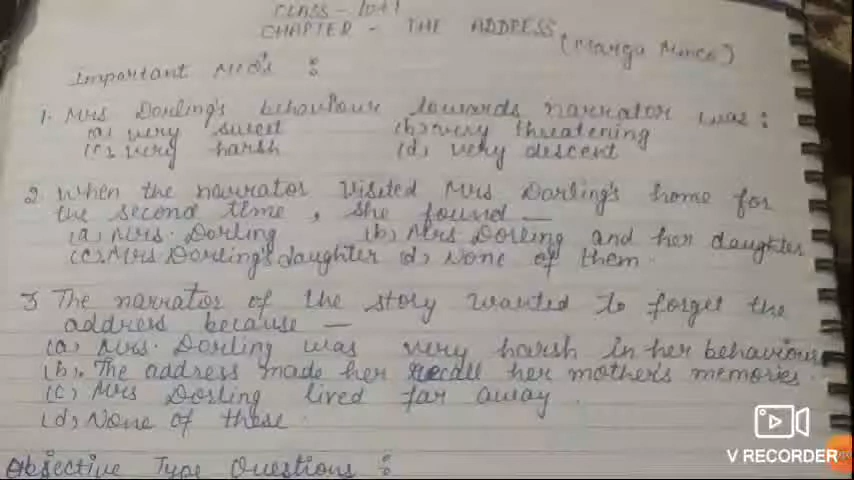 CLASS - 10+1
CHAPTER - THE ADDRESS (Marga Minco)
Important MCQ's :
1. Mrs Dorling's behaviour towards narrator was :
(a) very sweet (b) very threatening
(c) very harsh (d) very descent
2. When the narrator visited Mrs Dorling's home for
the second time, she found —
(a) Mrs. Dorling (b) Mrs Dorling and her daughter
(c) Mrs Dorling's daughter (d) None of them.
3 The narrator of the story wanted to forget the
address because —
(a) Mrs. Dorling was very harsh in her behaviour
(b). The address made her recall her mother's memories.
(c) Mrs Dorling lived far away.
(d) None of these.
Objective Type Questions :
V RECORDER